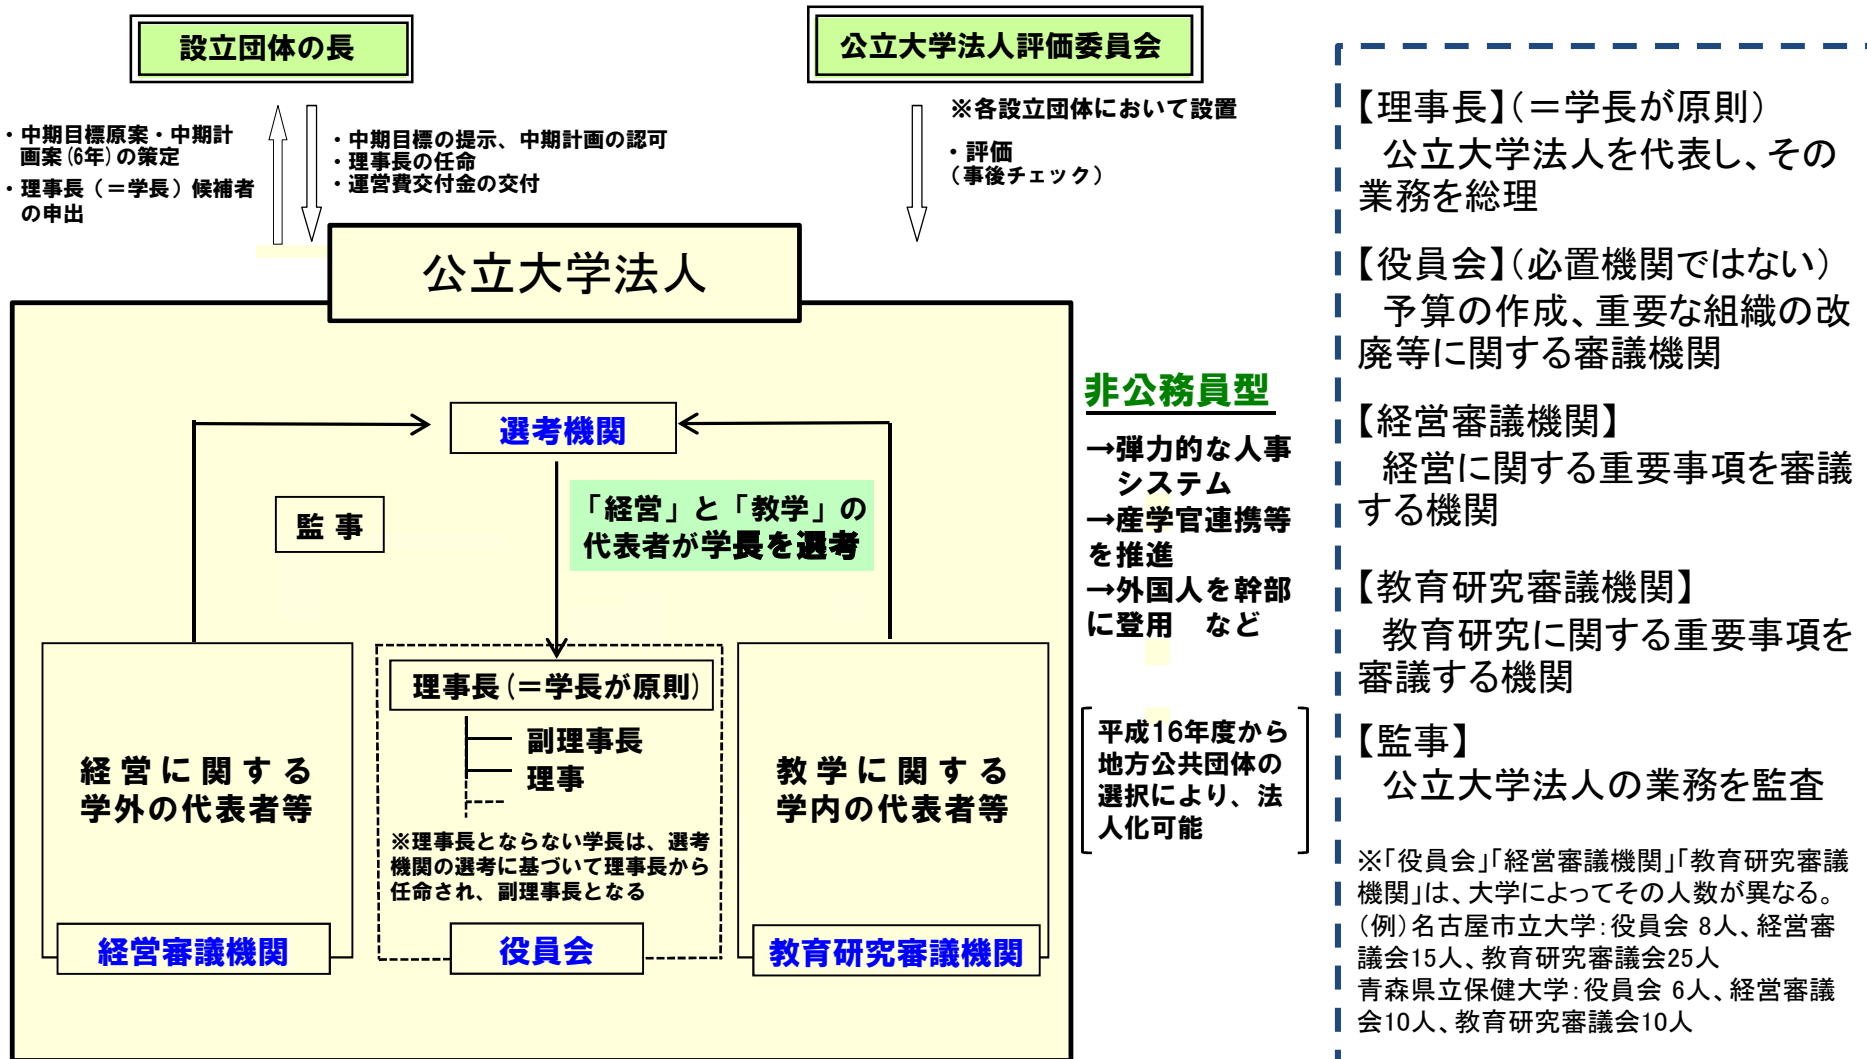 設立団体の長
公立大学法人評価委員会
・中期目標原案・中期計
画案(6年)の策定
・理事長(=学長)候補者
の申出
・中期目標の提示、中期計画の認可
・理事長の任命
・運営費交付金の交付
※各設立団体において設置
・評価
(事後チェック)
公立大学法人
選考機関
監 事
「経営」と「教学」の
代表者が学長を選考
経営に関する
学外の代表者等
経営審議機関
理事長(=学長が原則)
副理事長
理事
※理事長とならない学長は、選考
機関の選考に基づいて理事長から
任命され、副理事長となる
役員会
教学に関する
学内の代表者等
教育研究審議機関
非公務員型
→弾力的な人事
システム
→産学官連携等
を推進
→外国人を幹部
に登用 など
平成16年度から
地方公共団体の
選択により、法
人化可能
【理事長】(=学長が原則)
公立大学法人を代表し、その
業務を総理
【役員会】(必置機関ではない)
予算の作成、重要な組織の改
廃等に関する審議機関
【経営審議機関】
経営に関する重要事項を審議
する機関
【教育研究審議機関】
教育研究に関する重要事項を
審議する機関
【監事】
公立大学法人の業務を監査
※「役員会」「経営審議機関」「教育研究審議
機関」は、大学によってその人数が異なる。
(例)名古屋市立大学:役員会 8人、経営審
議会15人、教育研究審議会25人
青森県立保健大学:役員会 6人、経営審議
会10人、教育研究審議会10人